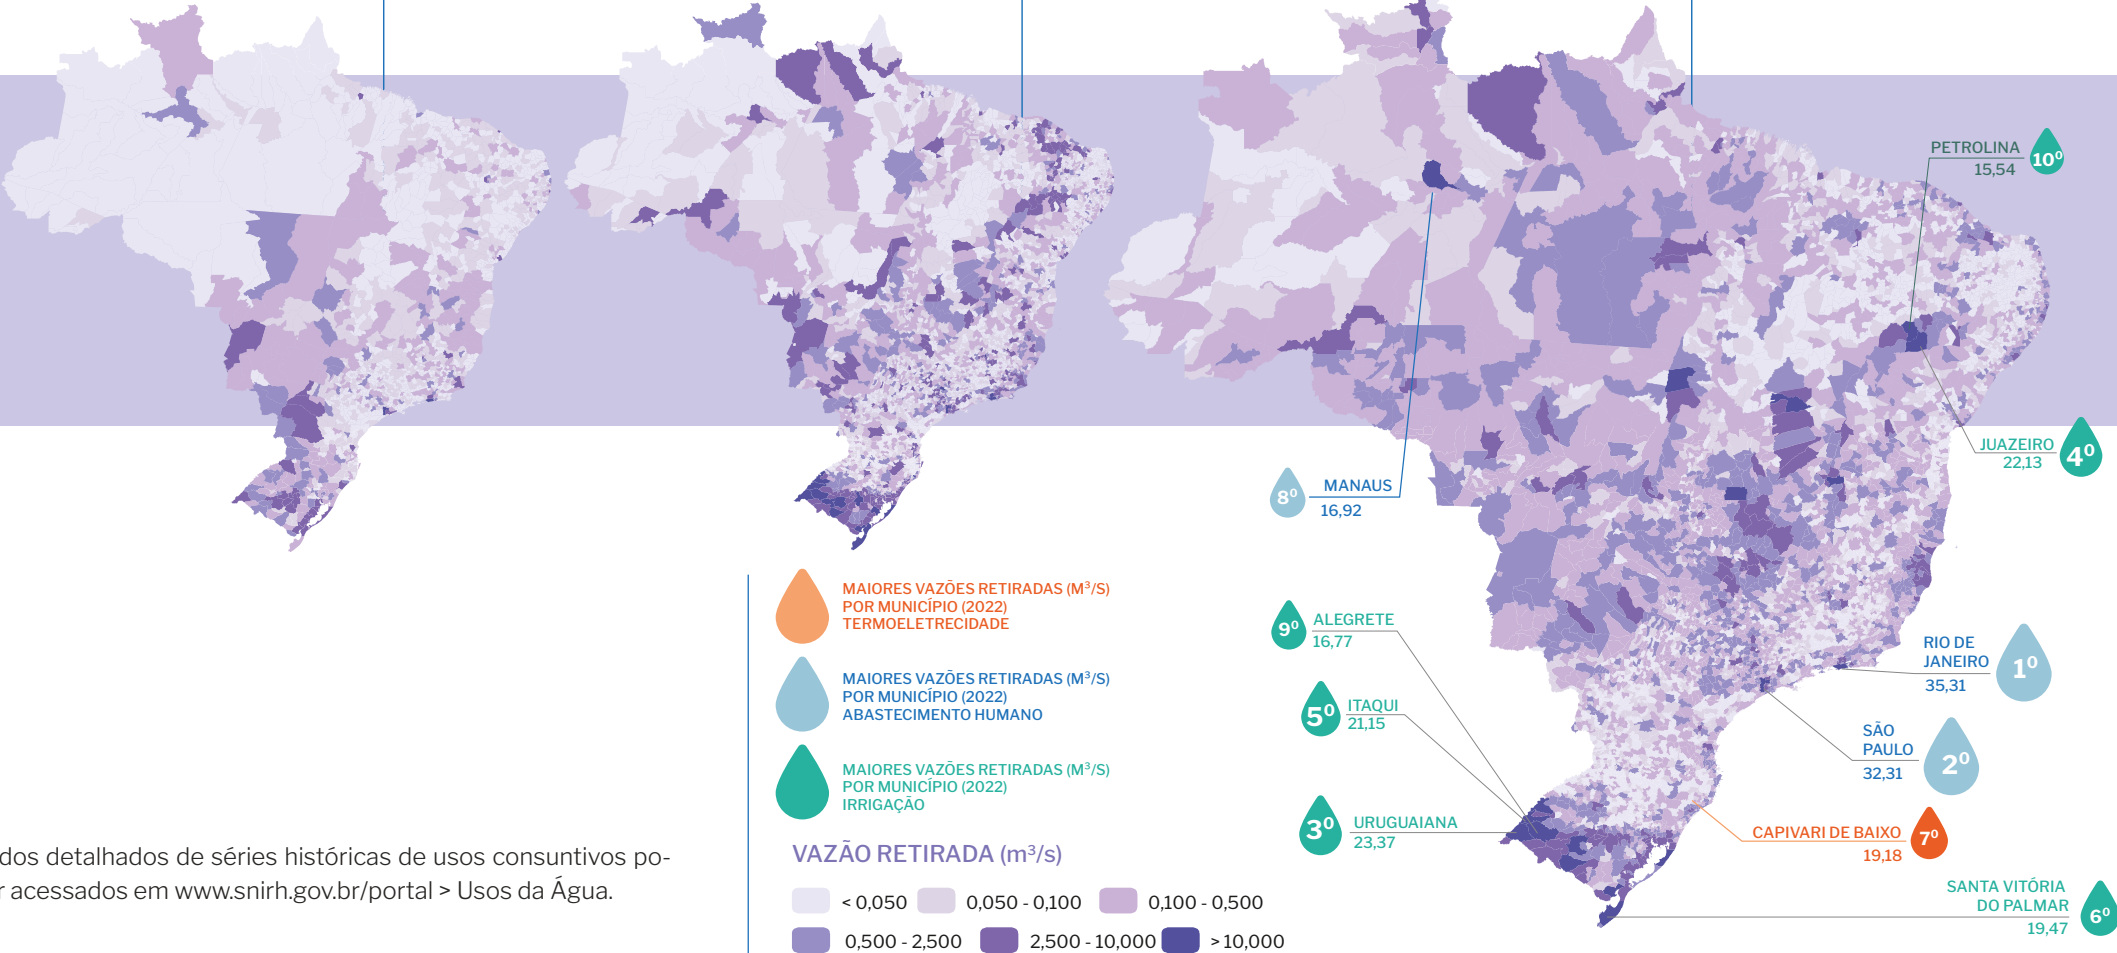 PETROLINA
15,54
10º
JUAZEIRO
22,13
4º
8º
MANAUS
16,92
9º
ALEGRETE
16,77
5º
ITAQUI
21,15
3º
URUGUAIANA
23,37
RIO DE
JANEIRO
35,31
1º
SÃO
PAULO
32,31
2º
CAPIVARI DE BAIXO
19,18
7º
SANTA VITÓRIA
DO PALMAR
19,47
6º
MAIORES VAZÕES RETIRADAS (M³/S)
POR MUNICÍPIO (2022)
TERMOELETRECIDADE
MAIORES VAZÕES RETIRADAS (M³/S)
POR MUNICÍPIO (2022)
ABASTECIMENTO HUMANO
MAIORES VAZÕES RETIRADAS (M³/S)
POR MUNICÍPIO (2022)
IRRIGAÇÃO
VAZÃO RETIRADA (m³/s)
< 0,050 0,050 - 0,100 0,100 - 0,500
0,500 - 2,500 2,500 - 10,000 > 10,000
dos detalhados de séries históricas de usos consuntivos po-
r acessados em www.snirh.gov.br/portal > Usos da Água.